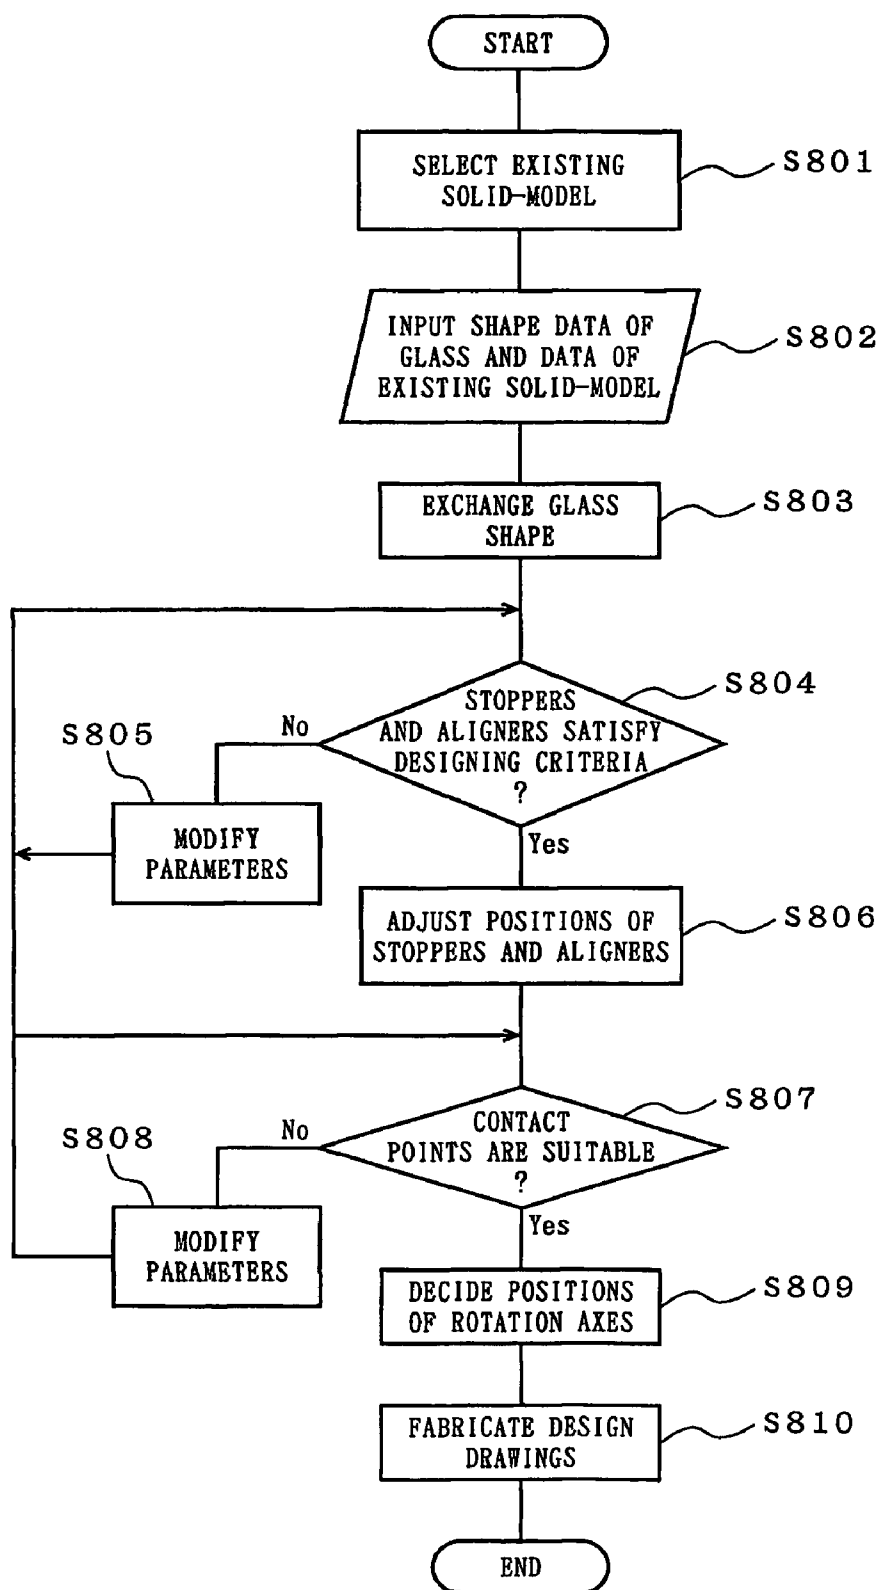 START
SELECT EXISTING
SOLID-MODEL
S801
INPUT SHAPE DATA OF
GLASS AND DATA OF
EXISTING SOLID-MODEL
S802
EXCHANGE GLASS
SHAPE
S803
STOPPERS
AND ALIGNERS SATISFY
DESIGNING CRITERIA
?
S804
No
S805
MODIFY
PARAMETERS
Yes
ADJUST POSITIONS OF
STOPPERS AND ALIGNERS
S806
CONTACT
POINTS ARE SUITABLE
?
S807
No
S808
MODIFY
PARAMETERS
Yes
DECIDE POSITIONS
OF ROTATION AXES
S809
FABRICATE DESIGN
DRAWINGS
S810
END